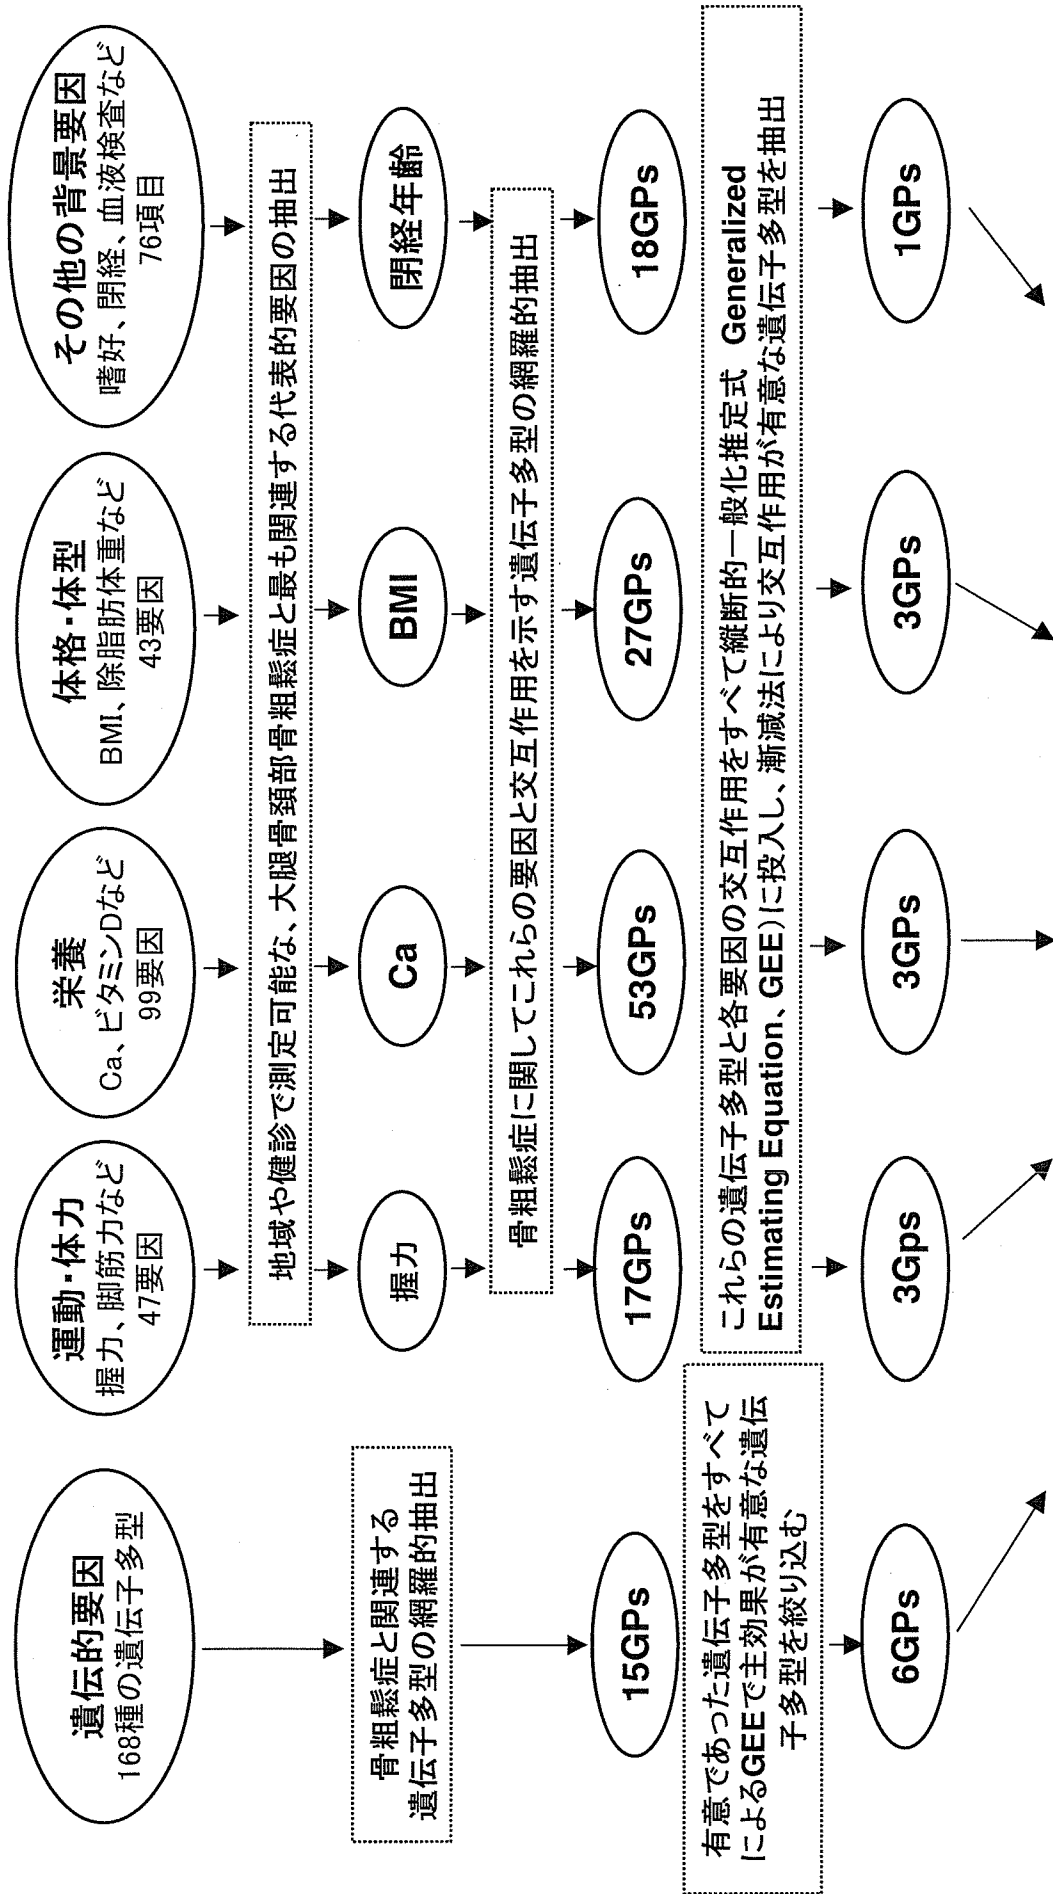 遺伝的要因
168種の遺伝子多型
運動・体力
握力、脚筋力など
47要因
栄養
Ca、ビタミンDなど
99要因
体格・体型
BMI、除脂肪体重など
43要因
その他の背景要因
嗜好、閉経、血液検査など
76項目
地域や健診で測定可能な、大腿骨頚部骨粗鬆症と最も関連する代表的要因の抽出
骨粗鬆症と関連する
遺伝子多型の網羅的抽出
握力
Ca
BMI
閉経年齢
骨粗鬆症に関してこれらの要因と交互作用を示す遺伝子多型の網羅的抽出
15GPs
17GPs
53GPs
27GPs
18GPs
有意であった遺伝子多型をすべて
によるGEEで主効果が有意な遺伝
子多型を絞り込む
これらの遺伝子多型と各要因の交互作用をすべて縦断的一般化推定式 Generalized
Estimating Equation、GEE)に投入し、漸減法により交互作用が有意な遺伝子多型を抽出
6GPs
3Gps
3GPs
3GPs
1GPs